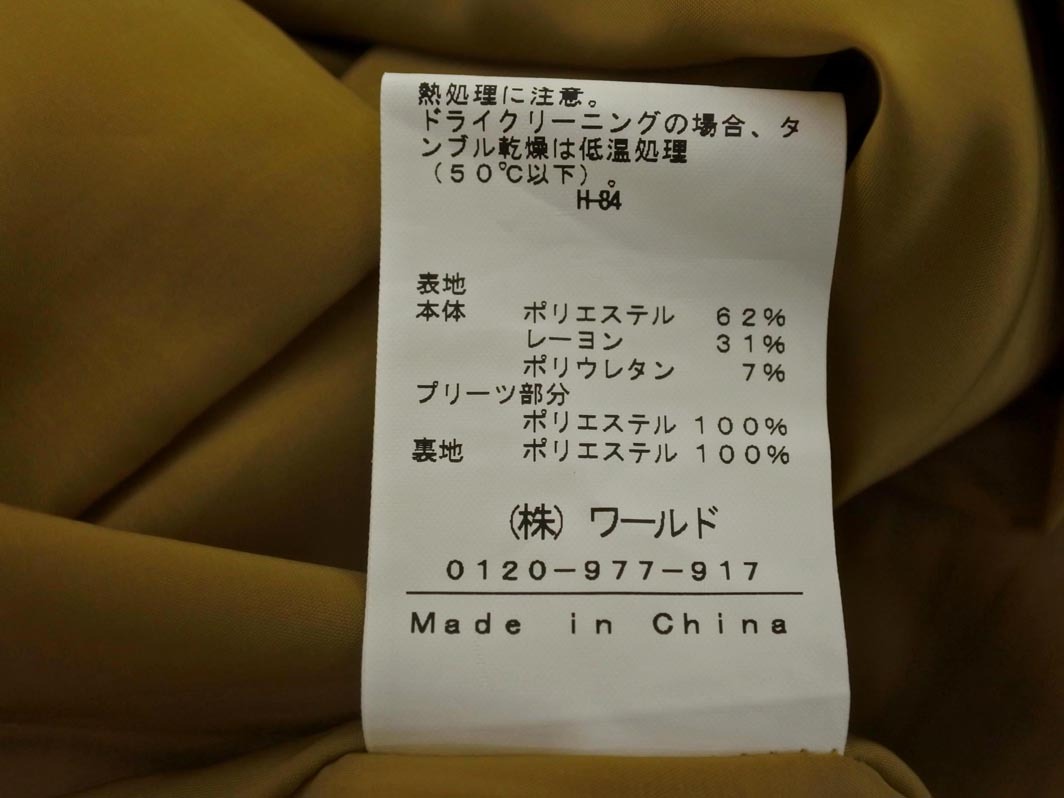 熱処理に注意。
ドライクリーニングの場合、タ
ンブル乾燥は低温処理
（５０℃以下）。
H-84
表地
本体 ポリエステル ６２％
レーヨン ３１％
ポリウレタン ７％
プリーツ部分
ポリエステル １００％
裏地 ポリエステル １００％
（株）ワールド
０１２０－９７７－９１７
Ｍａｄｅ ｉｎ Ｃｈｉｎａ